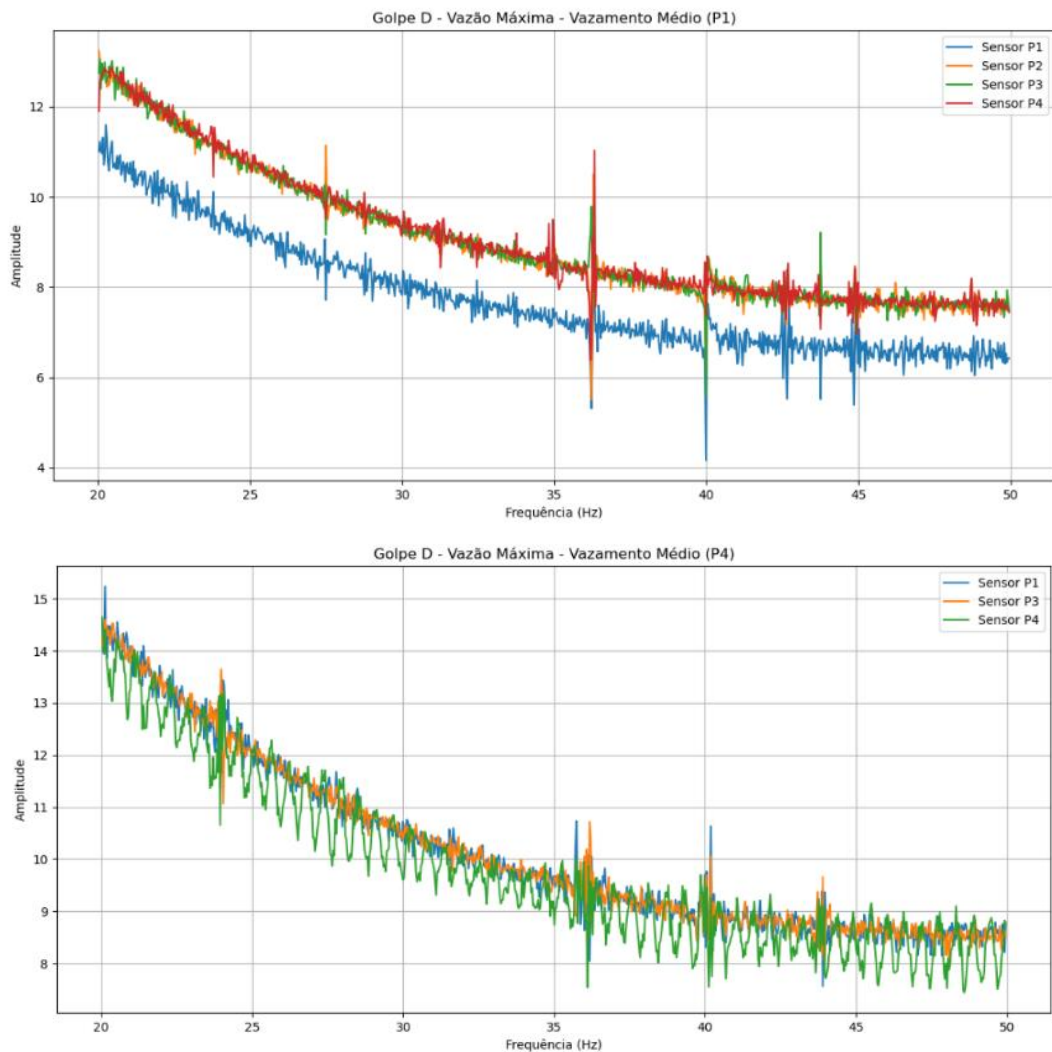 Golpe D - Vazão Máxima - Vazamento Médio (P1)
Sensor P1
Sensor P2
Sensor P3
Sensor P4
Amplitude
12
10
8
6
4
20 25 30 35 40 45 50
Frequência (Hz)
Golpe D - Vazão Máxima - Vazamento Médio (P4)
Sensor P1
Sensor P3
Sensor P4
Amplitude
15
14
13
12
11
10
9
8
20 25 30 35 40 45 50
Frequência (Hz)